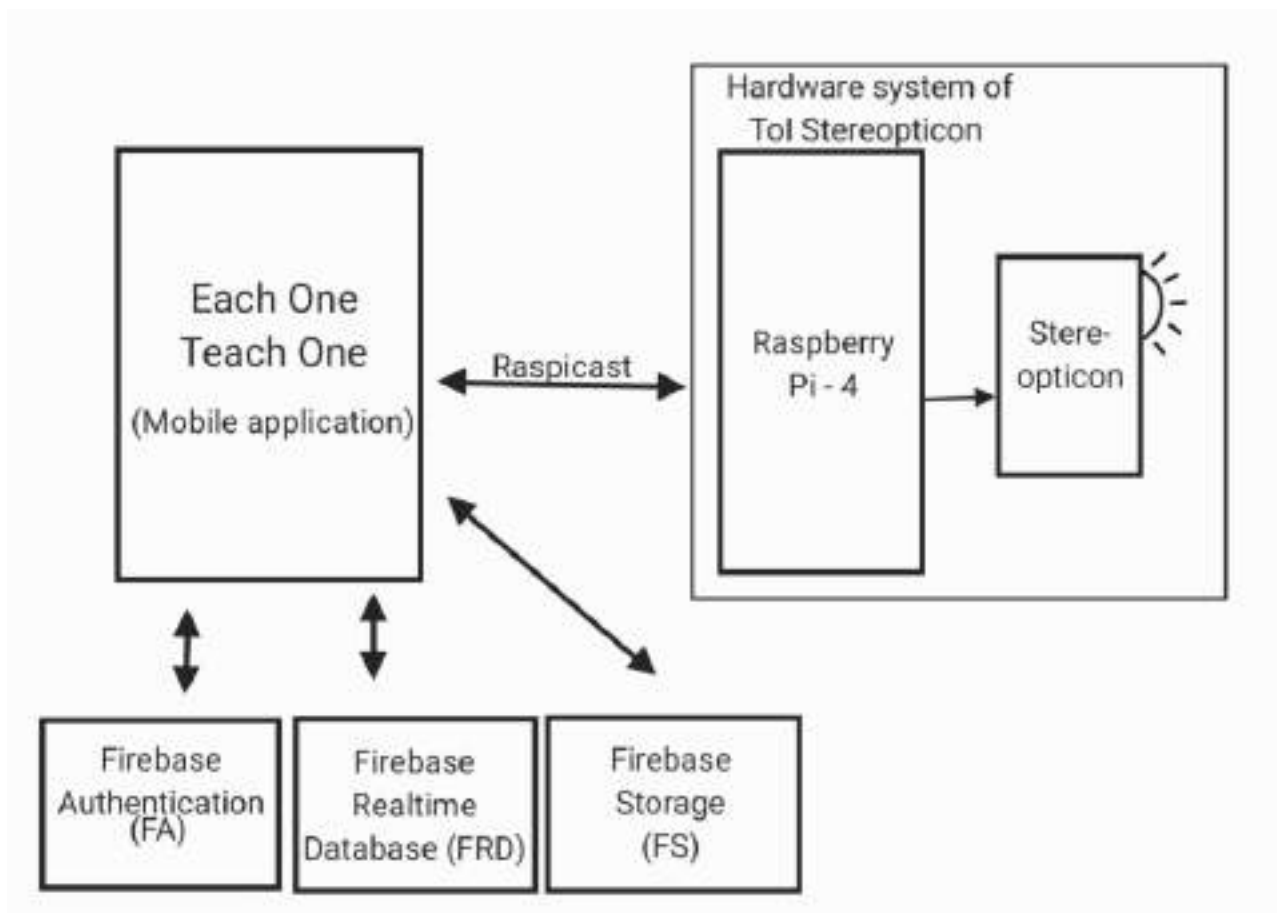 Hardware system of
ToI Stereopticon
Each One
Teach One
(Mobile application)
Raspicast
Raspberry
Pi - 4
Stere-
opticon
Firebase
Authentication
(FA)
Firebase
Realtime
Database (FRD)
Firebase
Storage
(FS)